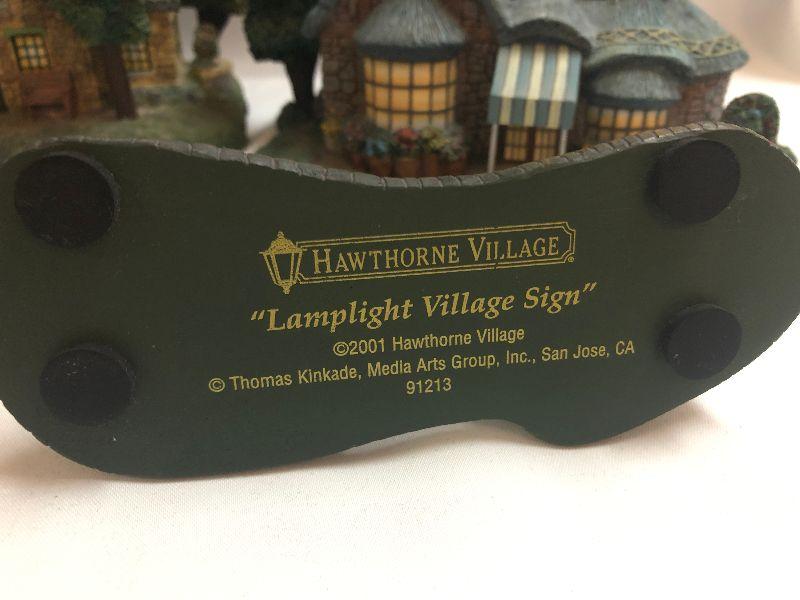 HAWTHORNE VILLAGE®
"Lamplight Village Sign"
©2001 Hawthorne Village
© Thomas Kinkade, Media Arts Group, Inc., San Jose, CA
91213